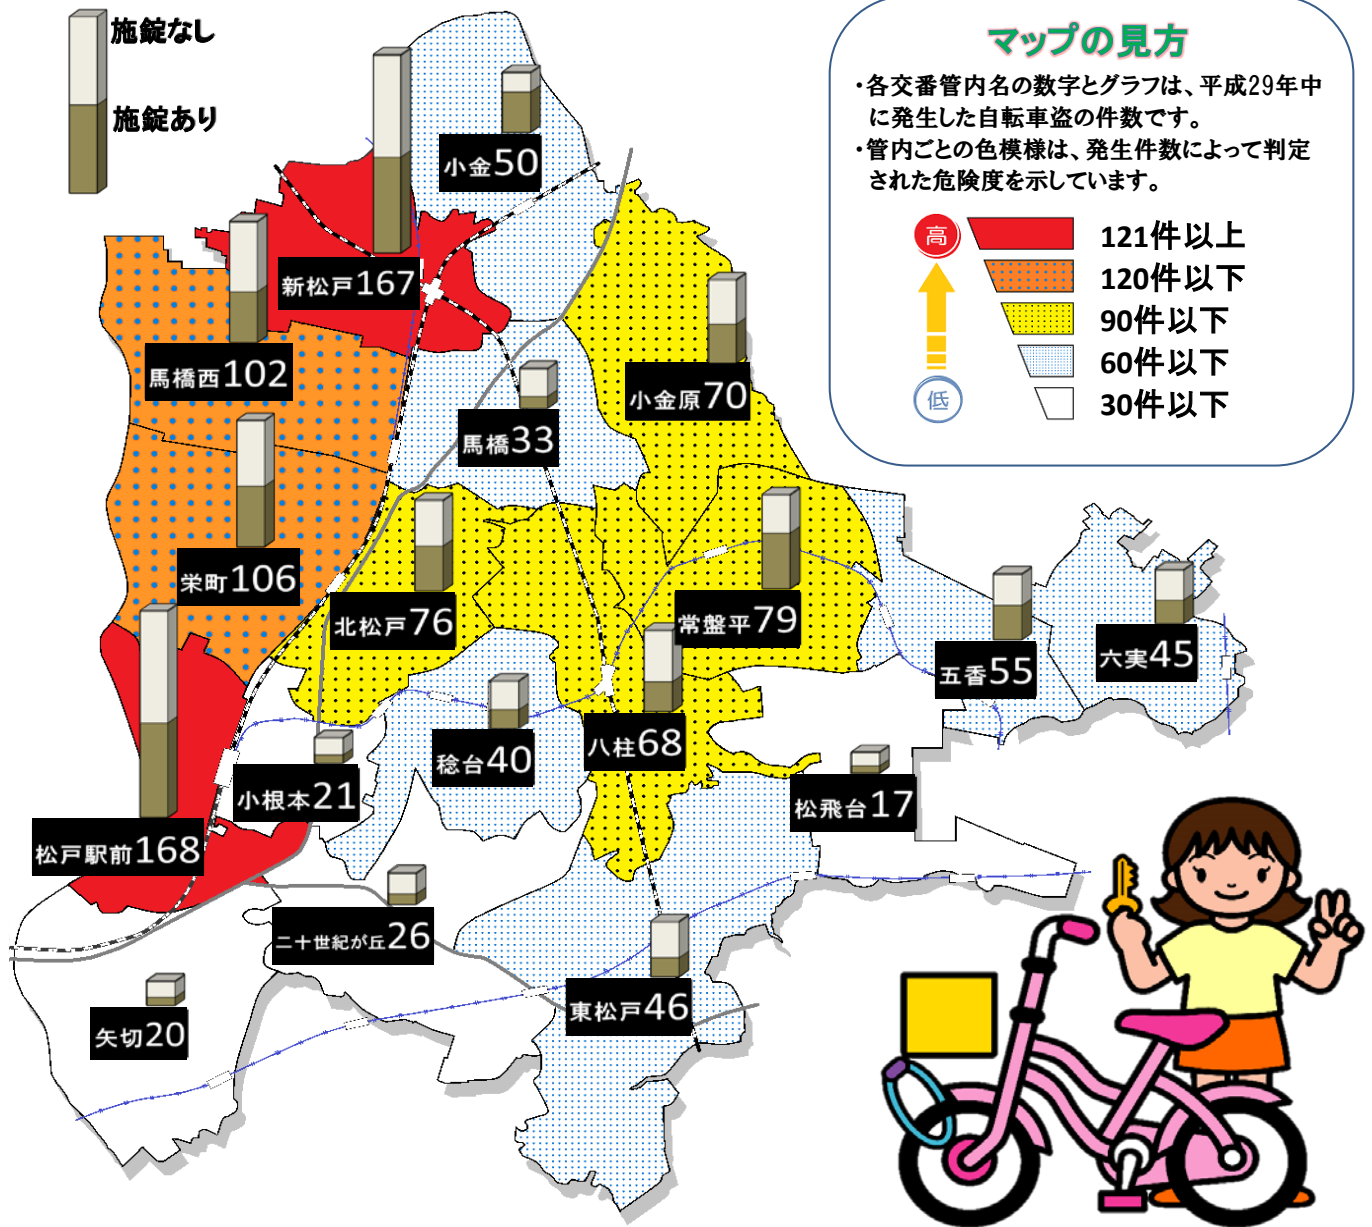 施錠なし
施錠あり
マップの見方
・各交番管内名の数字とグラフは、平成29年中
に発生した自転車盗の件数です。
・管内ごとの色模様は、発生件数によって判定
された危険度を示しています。
高
121件以上
120件以下
90件以下
60件以下
低
30件以下
小金50
新松戸167
馬橋西102
小金原70
馬橋33
栄町106
北松戸76
常盤平79
五香55
六実45
稔台40
八柱68
小根本21
松飛台17
松戸駅前168
二十世紀が丘26
東松戸46
矢切20